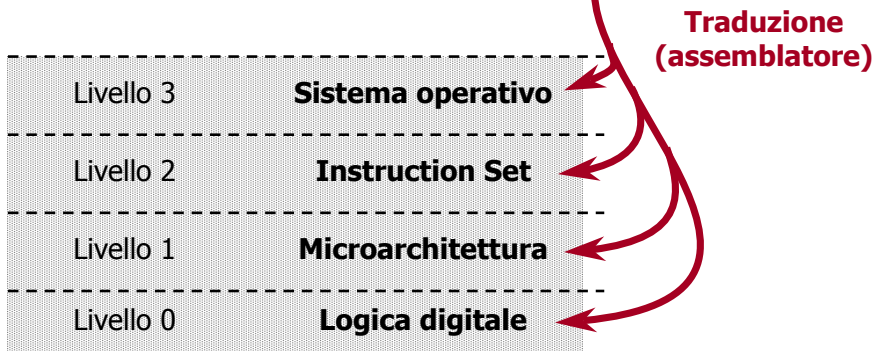 Traduzione
(assemblatore)
Livello 3 Sistema operativo
Livello 2 Instruction Set
Livello 1 Microarchitettura
Livello 0 Logica digitale